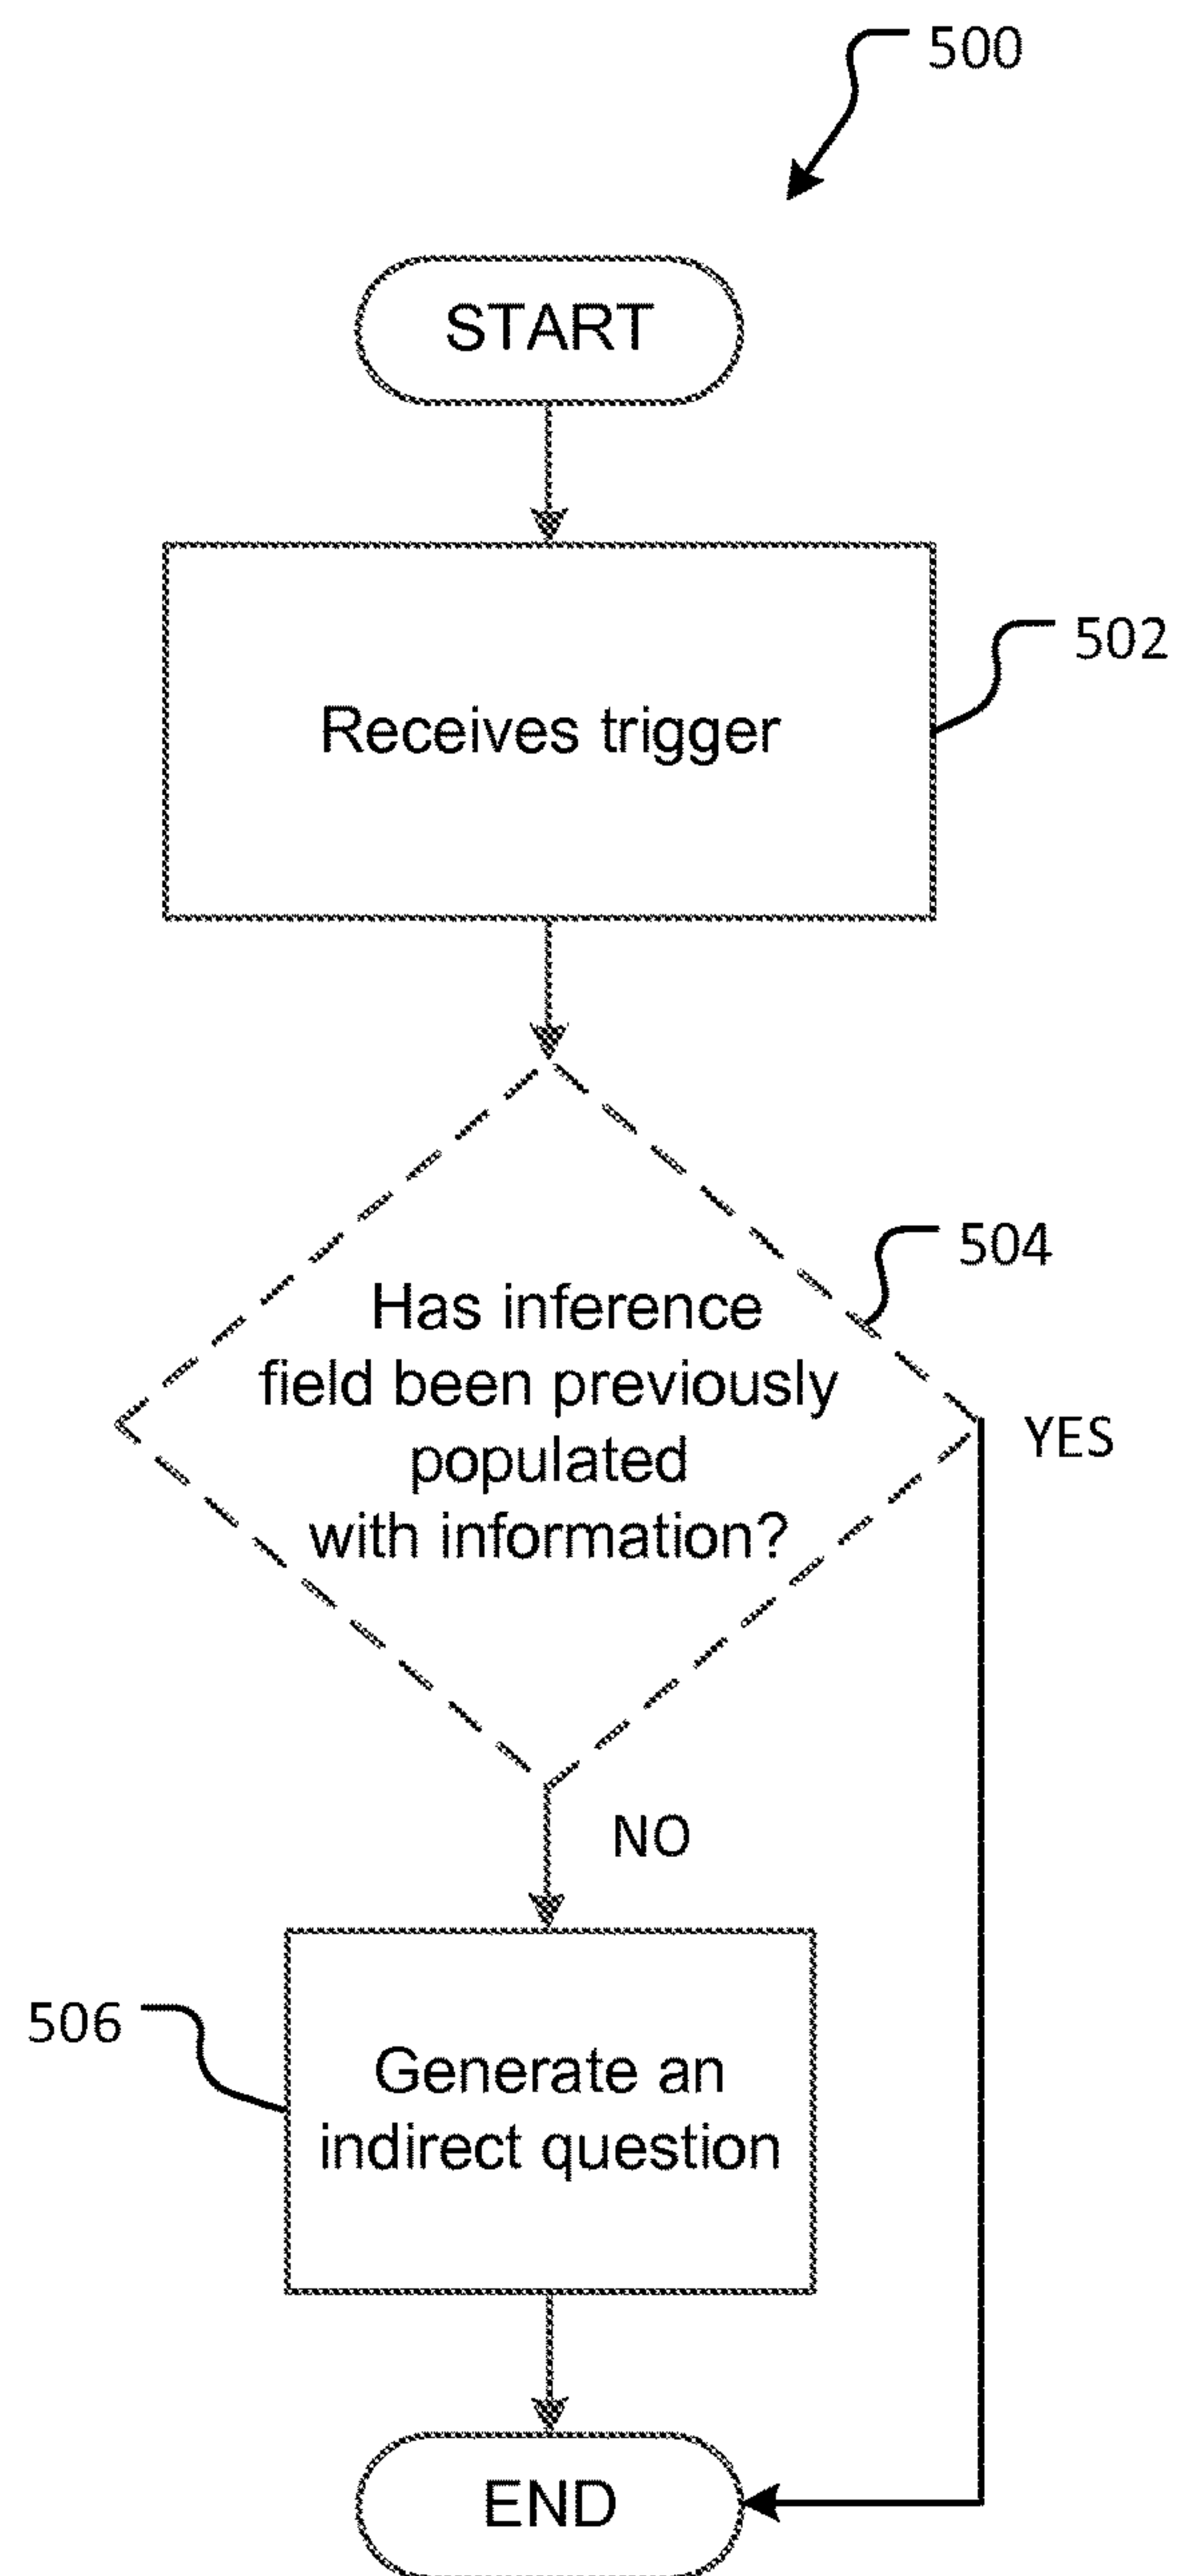 500
START
502
Receives trigger
504
Has inference
field been previously
populated
with information?
YES
NO
506
Generate an
indirect question
END